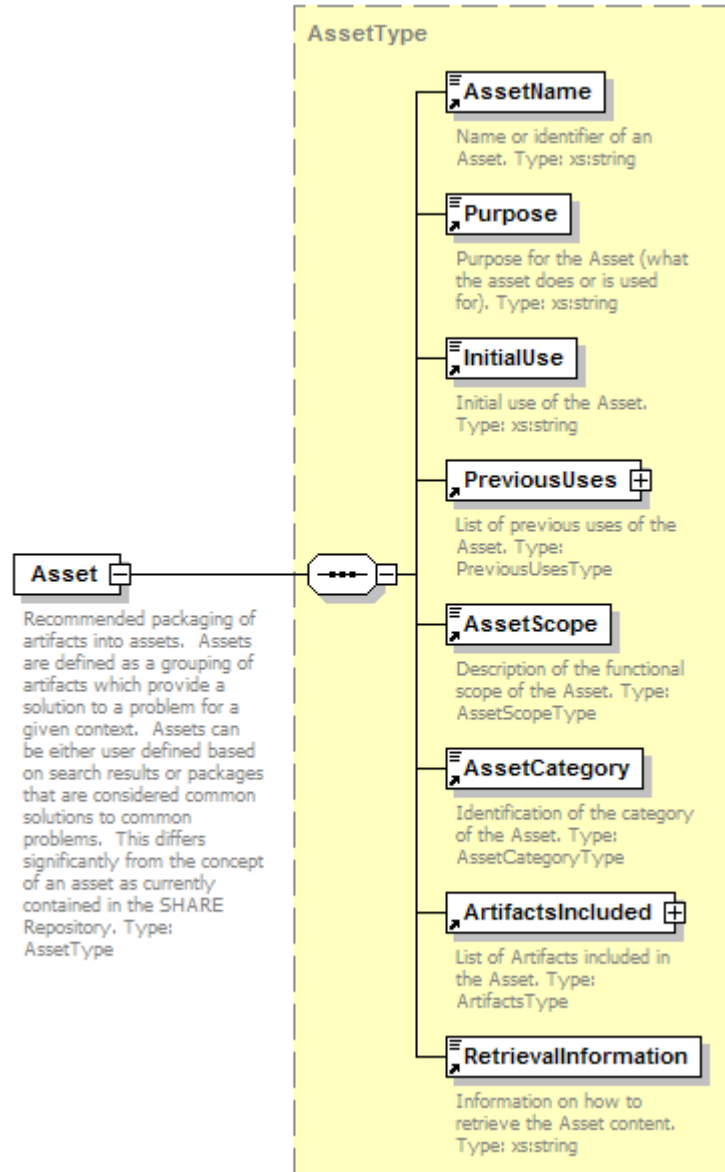 AssetType
AssetName
Name or identifier of an
Asset. Type: xs:string
Purpose
Purpose for the Asset (what
the asset does or is used
for). Type: xs:string
InitialUse
Initial use of the Asset.
Type: xs:string
PreviousUses
List of previous uses of the
Asset. Type:
PreviousUsesType
Asset
Recommended packaging of
artifacts into assets.  Assets
are defined as a grouping of
artifacts which provide a
solution to a problem for a
given context.  Assets can
be either user defined based
on search results or packages
that are considered common
solutions to common
problems.  This differs
significantly from the concept
of an asset as currently
contained in the SHARE
Repository. Type:
AssetType
AssetScope
Description of the functional
scope of the Asset. Type:
AssetScopeType
AssetCategory
Identification of the category
of the Asset. Type:
AssetCategoryType
ArtifactsIncluded
List of Artifacts included in
the Asset. Type:
ArtifactsType
RetrievalInformation
Information on how to
retrieve the Asset content.
Type: xs:string